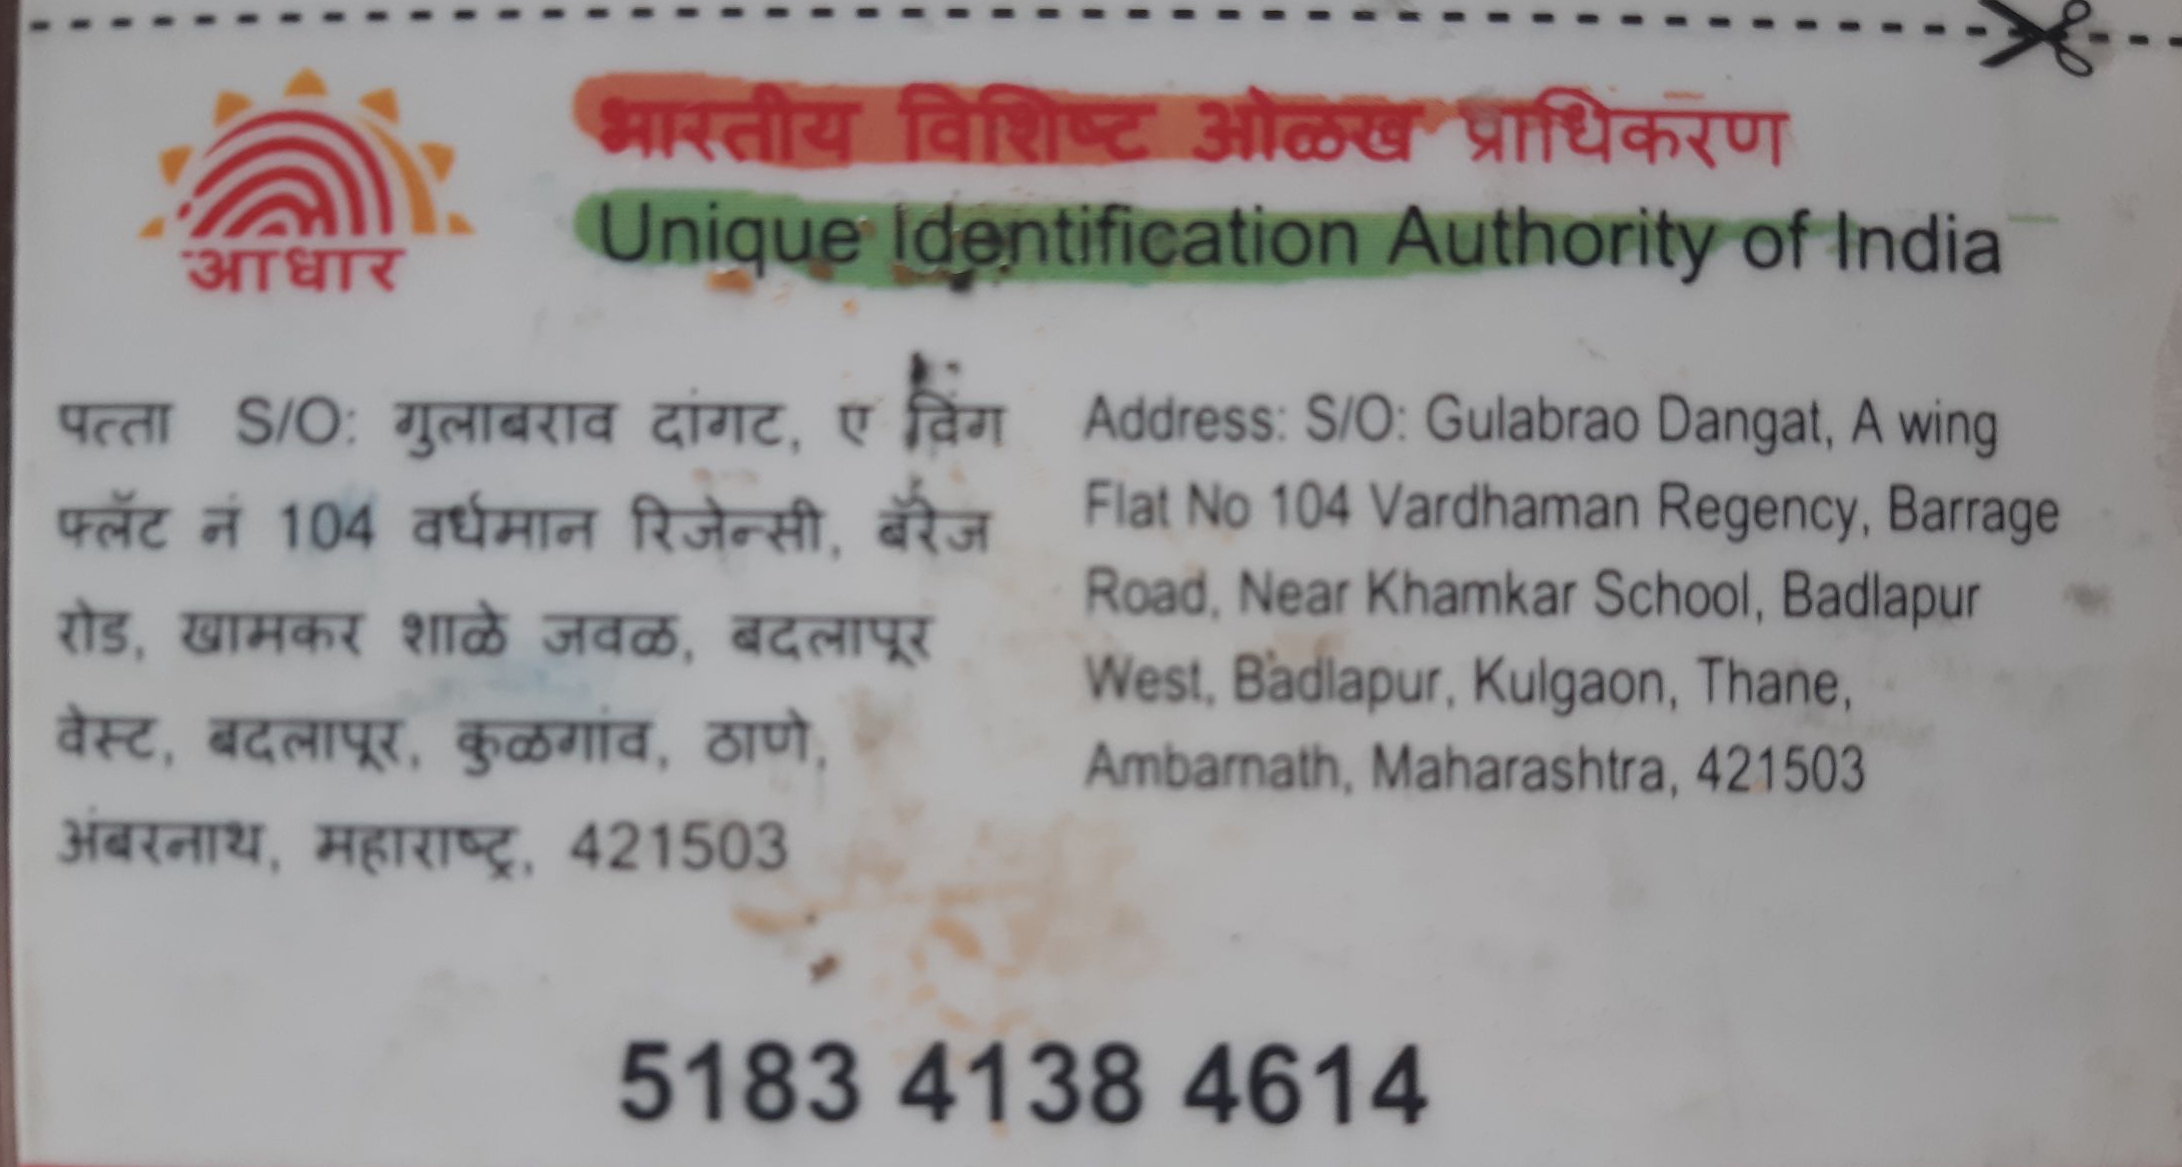 आधार
भारतीय विशिष्ट ओळख प्राधिकरण
Unique Identification Authority of India
पत्ता S/O: गुलाबराव दांगट, ए विंग
फ्लॅट नं 104 वर्धमान रिजेन्सी, बॅरेज
रोड, खामकर शाळे जवळ, बदलापूर
वेस्ट, बदलापूर, कुळगांव, ठाणे,
अंबरनाथ, महाराष्ट्र, 421503
Address: S/O: Gulabrao Dangat, A wing
Flat No 104 Vardhaman Regency, Barrage
Road, Near Khamkar School, Badlapur
West, Badlapur, Kulgaon, Thane,
Ambarnath, Maharashtra, 421503
5183 4138 4614